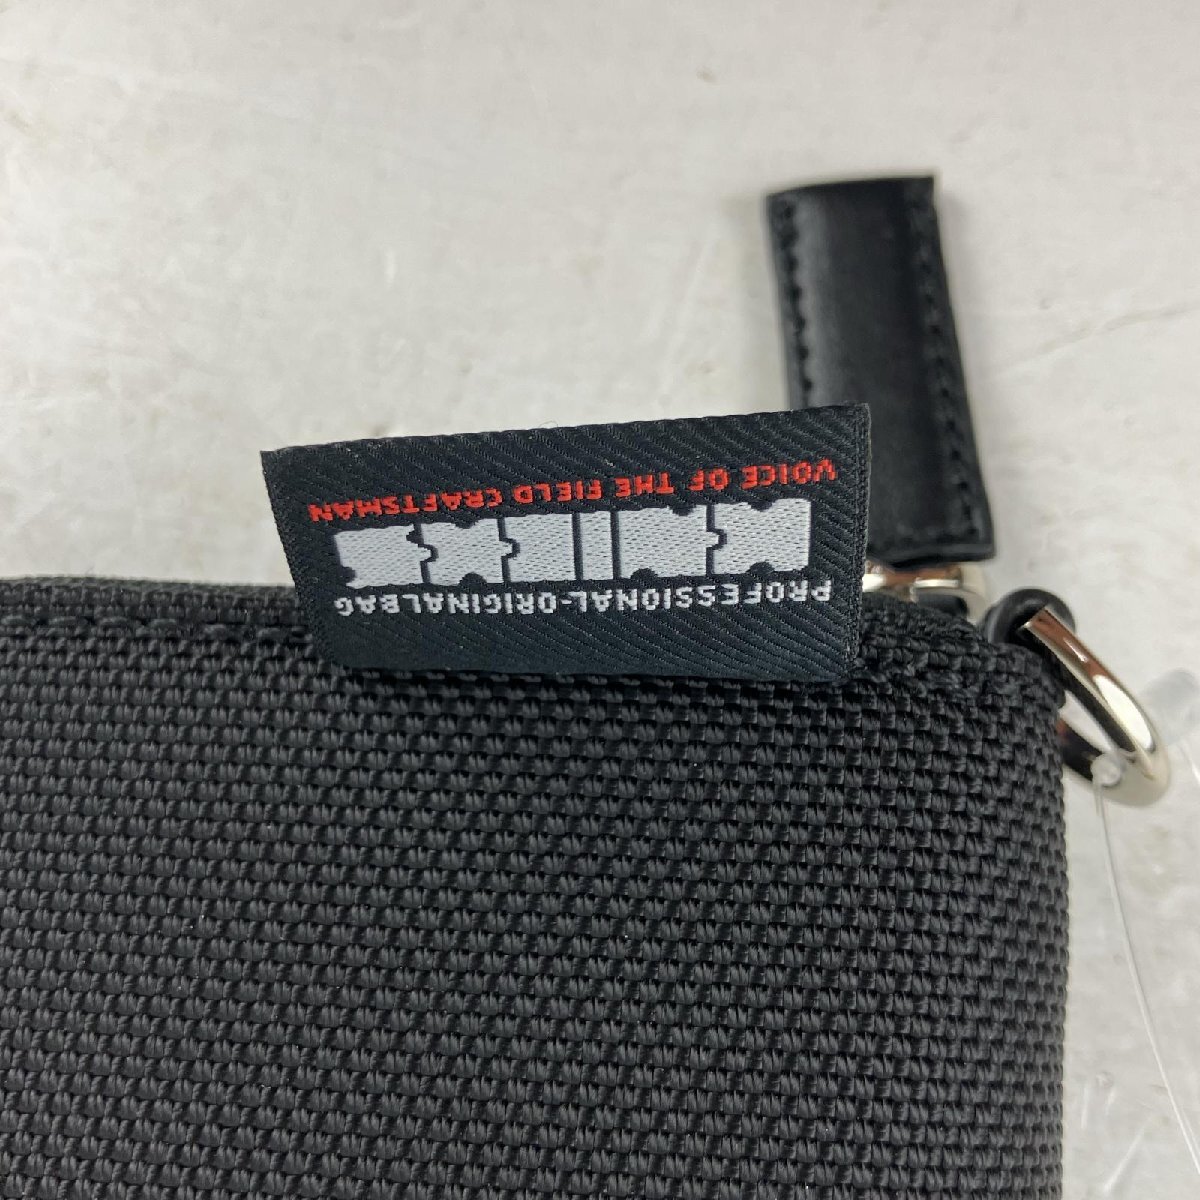 PROFESSIONAL-ORIGINALBAG
KNICKS
VOICE OF THE FIELD CRAFTSMAN